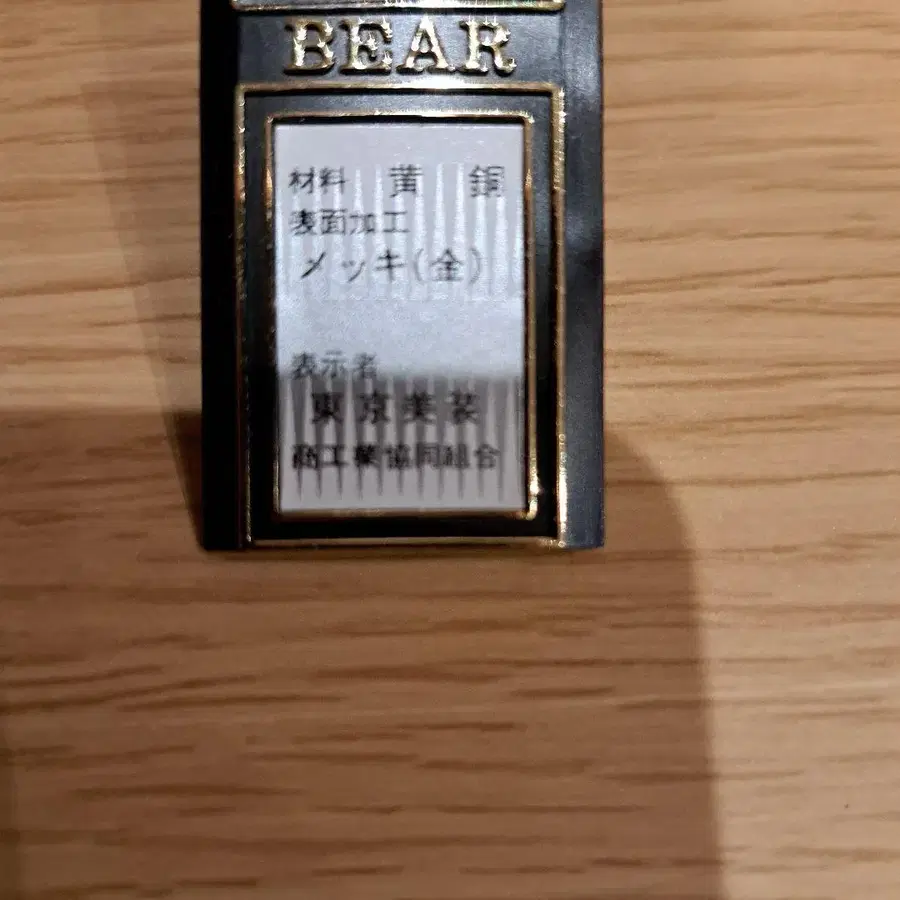 BEAR
材料 黄 銅
表面加工
メッキ(金)
表示者
東京美装
商工業協同組合